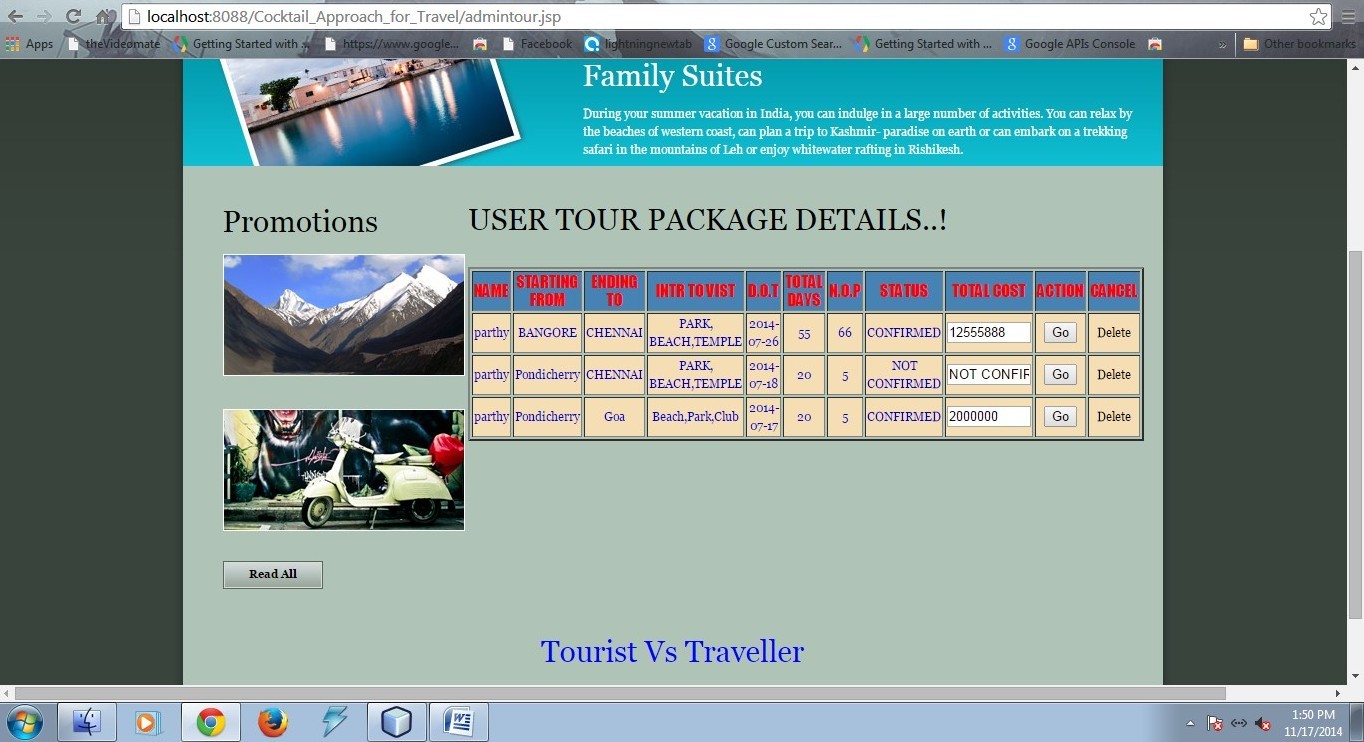 localhost:8088/Cocktail_Approach_for_Travel/admintour.jsp
Apps theVideomate Getting Started with ... https://www.google... Facebook lightningnewtab Google Custom Sear... Getting Started with ... Google APIs Console » Other bookmarks
Family Suites
During your summer vacation in India, you can indulge in a large number of activities. You can relax by
the beaches of western coast, can plan a trip to Kashmir- paradise on earth or can embark on a trekking
safari in the mountains of Leh or enjoy whitewater rafting in Rishikesh.
Promotions
USER TOUR PACKAGE DETAILS..!
NAME STARTING FROM ENDING TO INTR TO VIST D.O.T TOTAL DAYS N.O.P STATUS TOTAL COST ACTION CANCEL
parthy BANGORE CHENNAI PARK, BEACH,TEMPLE 2014-07-26 55 66 CONFIRMED 12555888 Go Delete
parthy Pondicherry CHENNAI PARK, BEACH,TEMPLE 2014-07-18 20 5 NOT CONFIRMED NOT CONFIR Go Delete
parthy Pondicherry Goa Beach,Park,Club 2014-07-17 20 5 CONFIRMED 2000000 Go Delete
Read All
Tourist Vs Traveller
1:50 PM
11/17/2014